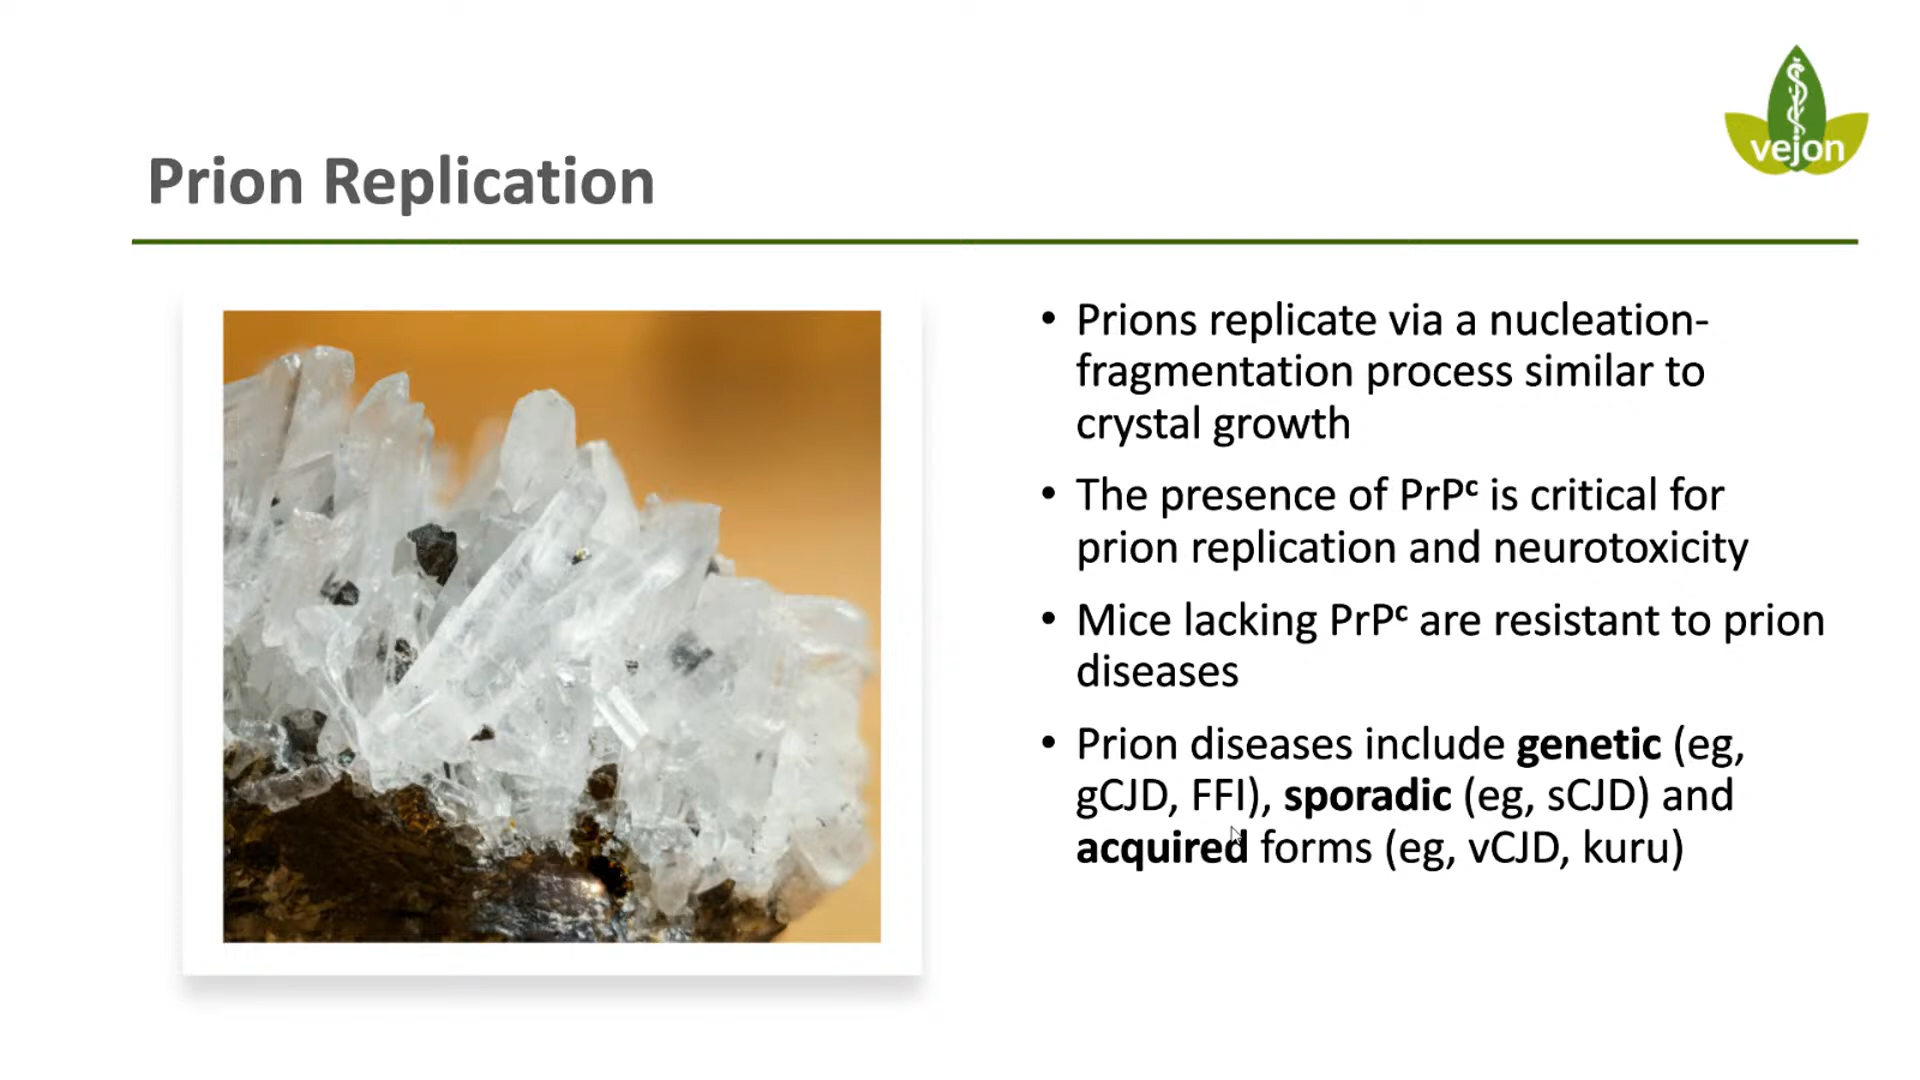 vejon
Prion Replication
• Prions replicate via a nucleation-
fragmentation process similar to
crystal growth
• The presence of PrPᶜ is critical for
prion replication and neurotoxicity
• Mice lacking PrPᶜ are resistant to prion
diseases
• Prion diseases include genetic (eg,
gCJD, FFI), sporadic (eg, sCJD) and
acquired forms (eg, vCJD, kuru)